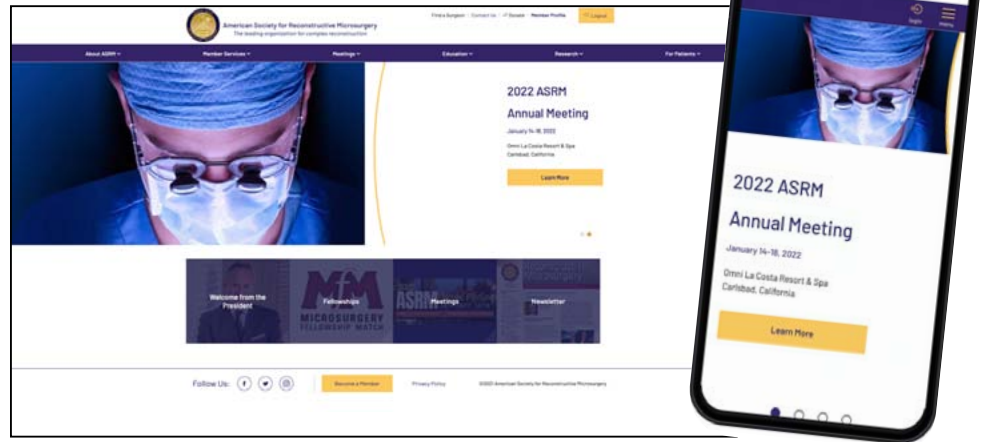 American Society for Reconstructive Microsurgery
The leading organization for complex reconstruction
Find a Surgeon
Contact Us
Donate
Member Profile
Logout
About ASRM
Member Services
Meetings
Education
Research
For Patients
2022 ASRM
Annual Meeting
January 14-18, 2022
Omni La Costa Resort & Spa
Carlsbad, California
Learn More
Welcome from the
President
Fellowships
MICROSURGERY
FELLOWSHIP MATCH
ASRM
Meetings
Newsletter
Follow Us:
Become a Member
Privacy Policy
©2021 American Society for Reconstructive Microsurgery
login
menu
2022 ASRM
Annual Meeting
January 14-18, 2022
Omni La Costa Resort & Spa
Carlsbad, California
Learn More